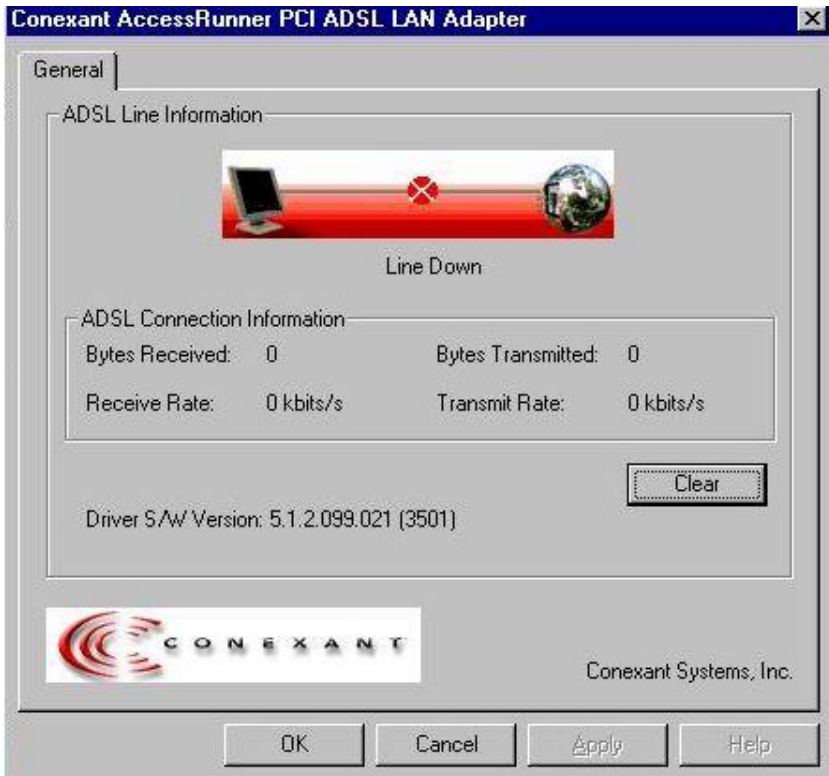 Conexant AccessRunner PCI ADSL LAN Adapter
General
ADSL Line Information
Line Down
ADSL Connection Information
Bytes Received: 0 Bytes Transmitted: 0
Receive Rate: 0 kbits/s Transmit Rate: 0 kbits/s
Clear
Driver S/W Version: 5.1.2.099.021 (3501)
CONEXANT
Conexant Systems, Inc.
OK Cancel Apply Help